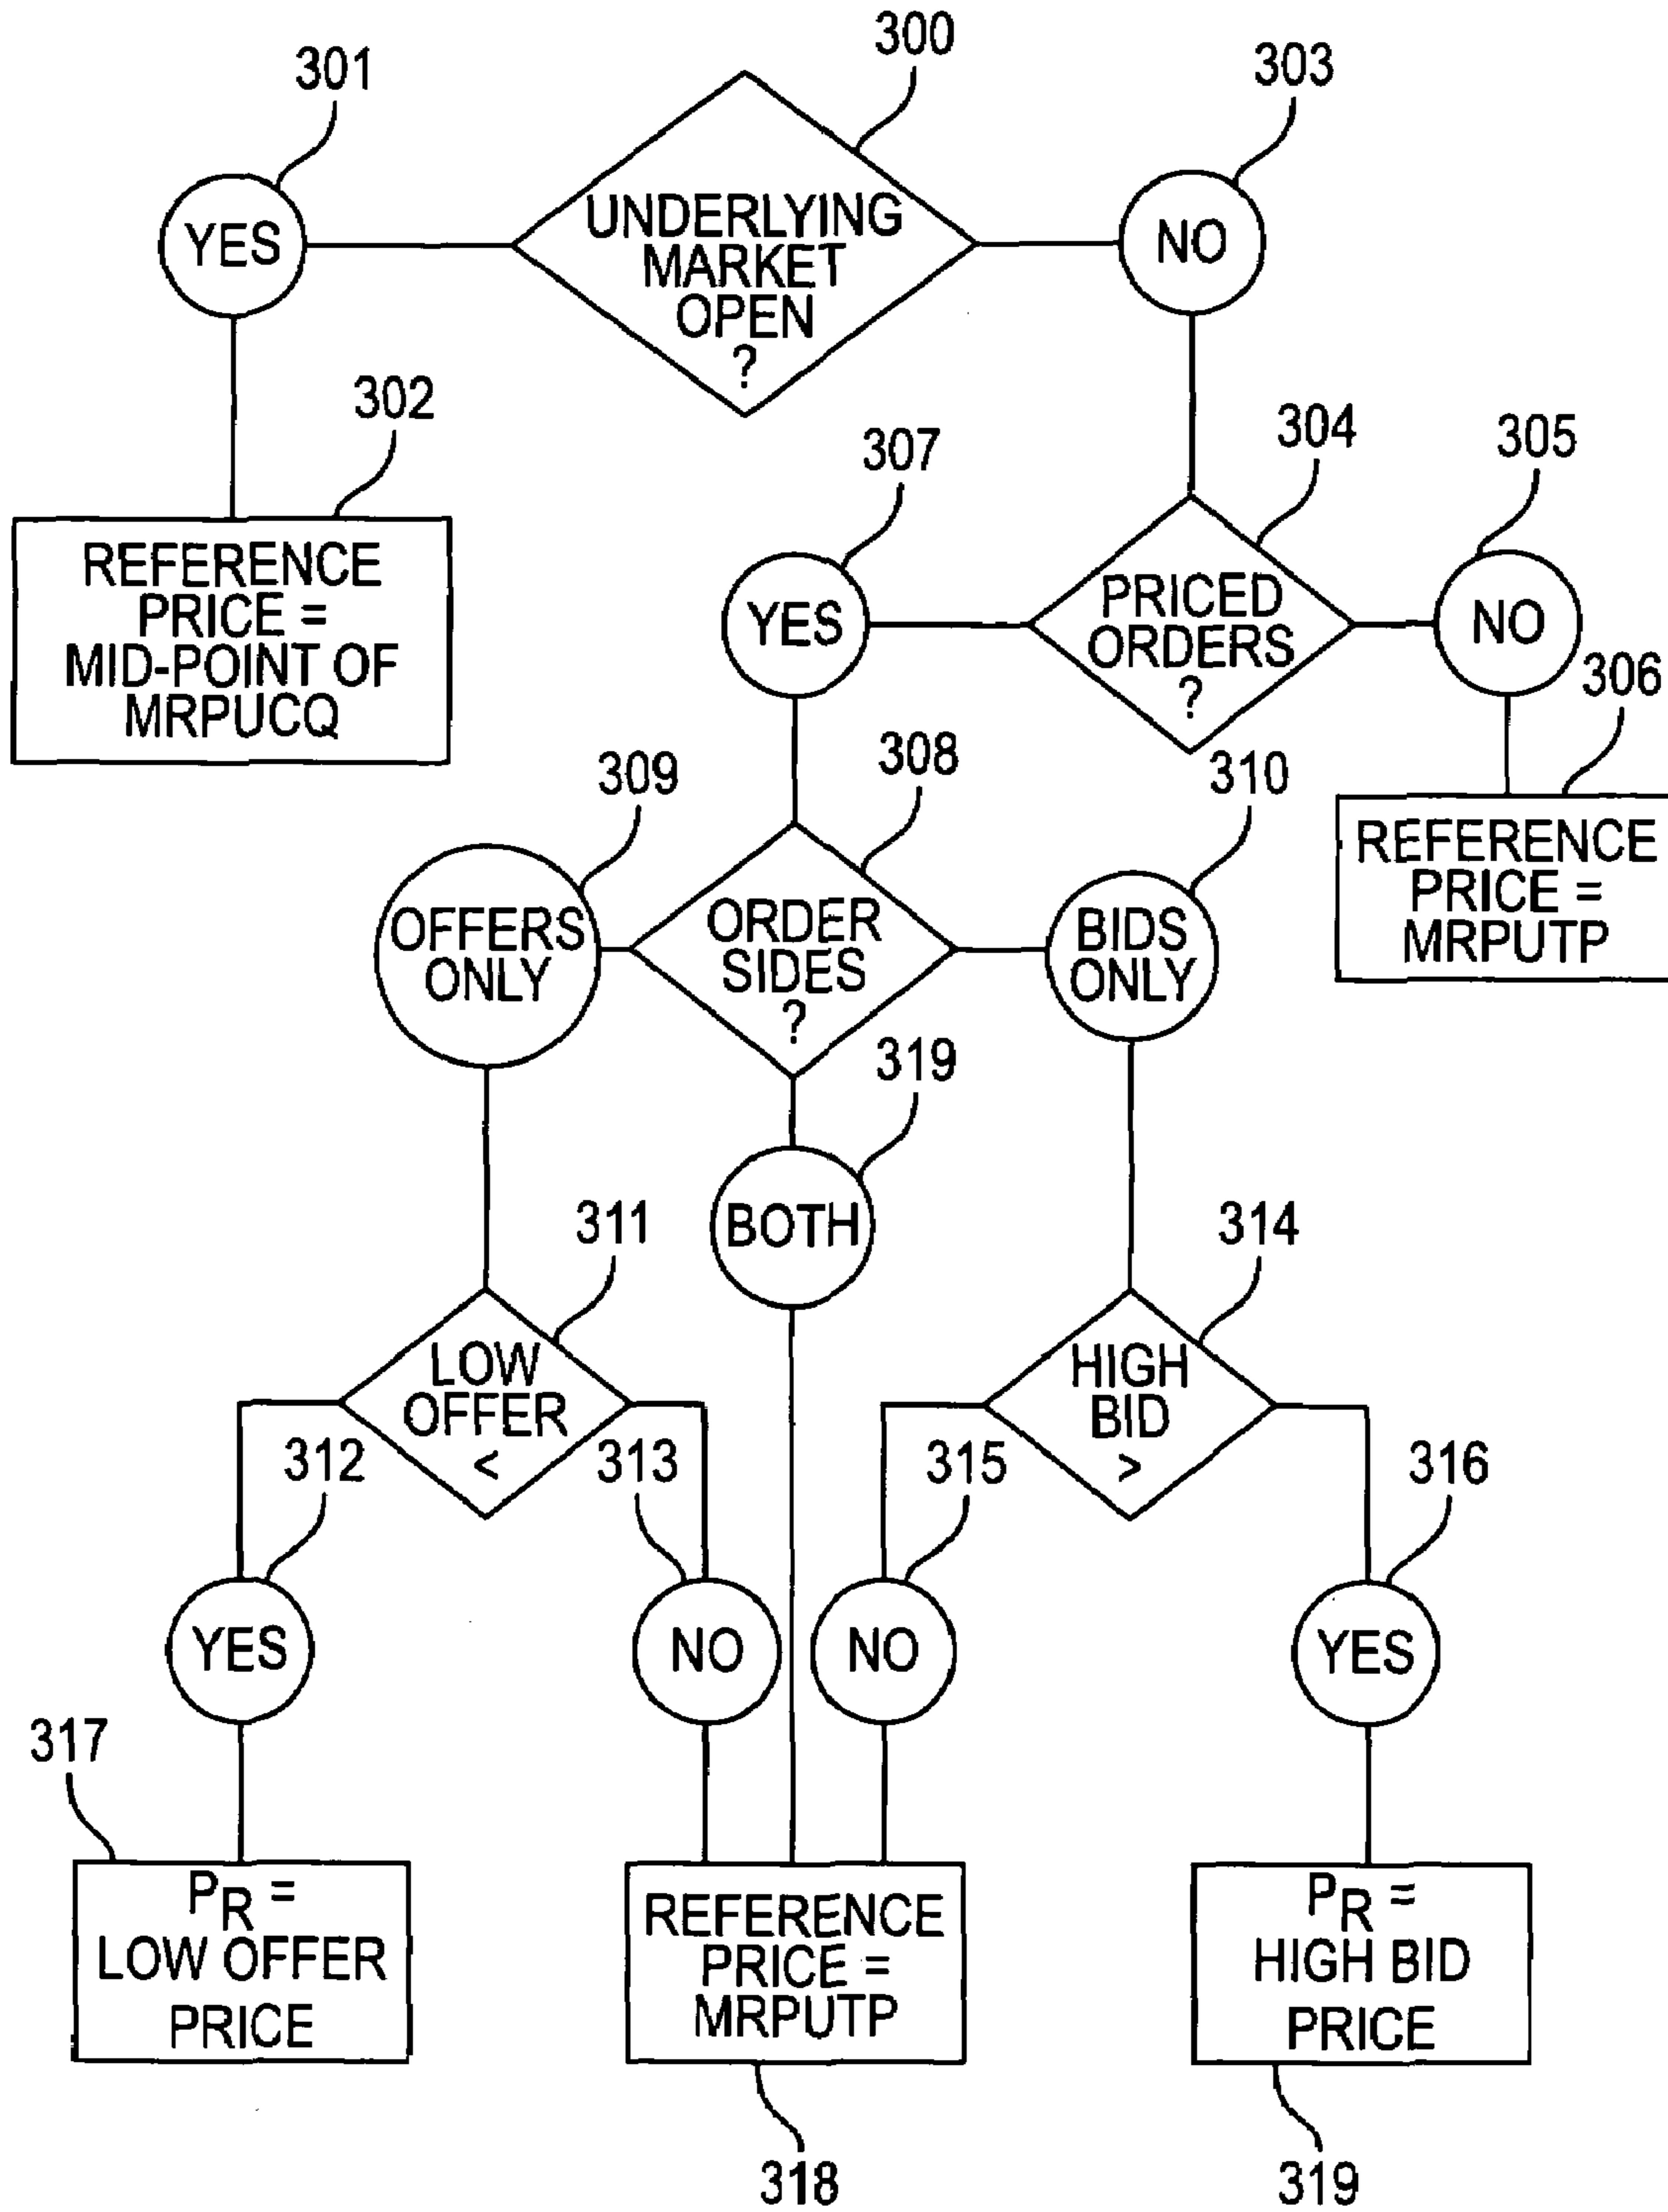 300
301
303
YES
UNDERLYING
MARKET
OPEN
?
NO
302
307
304
305
REFERENCE
PRICE =
MID-POINT OF
MRPUCQ
YES
PRICED
ORDERS
?
NO
306
309
308
310
REFERENCE
PRICE =
MRPUTP
OFFERS
ONLY
ORDER
SIDES
?
BIDS
ONLY
319
BOTH
311
314
LOW
OFFER
<
HIGH
BID
>
312
313
315
316
YES
NO
NO
YES
317
PR =
LOW OFFER
PRICE
REFERENCE
PRICE =
MRPUTP
PR =
HIGH BID
PRICE
318
319